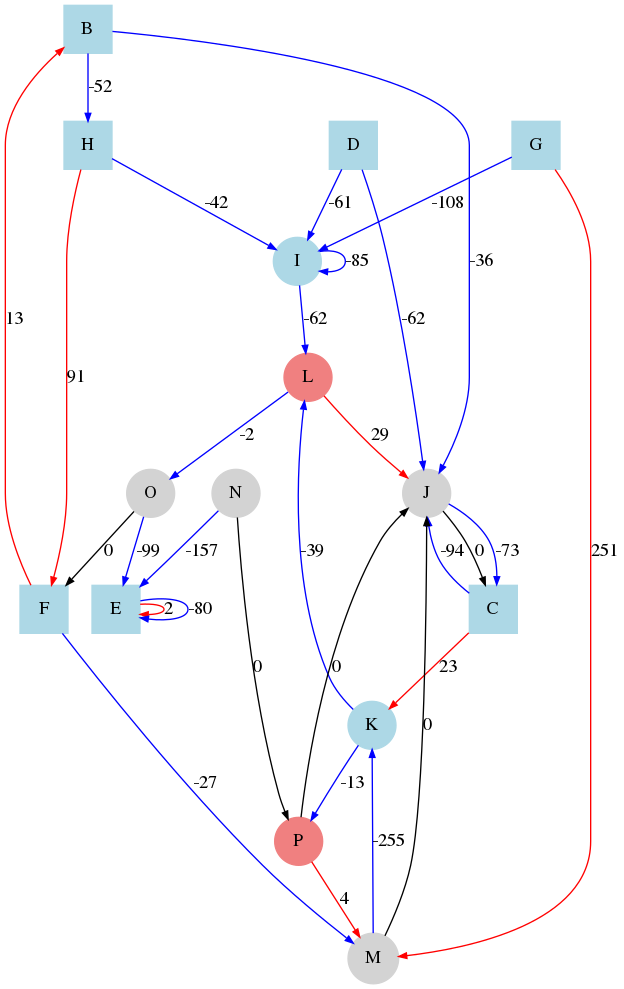 B
-52
H D G
-42 -61 -108
I -85 -36
13 91 -62 -62
L
-2 29
O N J
0 -99 -157 -39 -94 0 -73 251
F E 2 -80 C
0 0 23
K 0
-27 -13
P -255
4
M